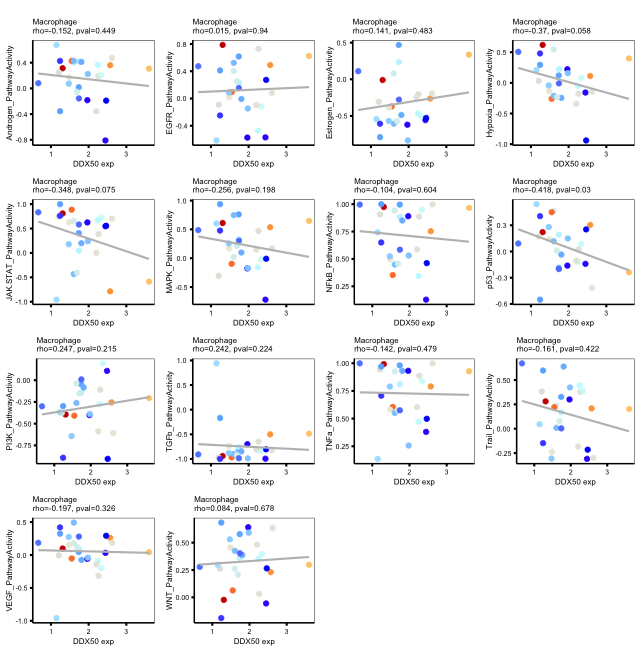 Macrophage
rho=-0.152, pval=0.449
Androgen_PathwayActivity
0.4
0.0
-0.4
-0.8
1
2
3
DDX50 exp
Macrophage
rho=0.015, pval=0.94
EGFR_PathwayActivity
0.8
0.4
0.0
-0.4
1
2
3
DDX50 exp
Macrophage
rho=0.141, pval=0.483
Estrogen_PathwayActivity
0.5
0.0
-0.5
1
2
3
DDX50 exp
Macrophage
rho=-0.37, pval=0.058
Hypoxia_PathwayActivity
0.5
0.0
-0.5
-1.0
1
2
3
DDX50 exp
Macrophage
rho=-0.348, pval=0.075
JAK.STAT_PathwayActivity
1.0
0.5
0.0
-0.5
-1.0
1
2
3
DDX50 exp
Macrophage
rho=-0.256, pval=0.198
MAPK_PathwayActivity
1.0
0.5
0.0
-0.5
1
2
3
DDX50 exp
Macrophage
rho=-0.104, pval=0.604
NFkB_PathwayActivity
1.00
0.75
0.50
0.25
1
2
3
DDX50 exp
Macrophage
rho=-0.418, pval=0.03
p53_PathwayActivity
0.6
0.3
0.0
-0.3
-0.6
1
2
3
DDX50 exp
Macrophage
rho=0.247, pval=0.215
PI3K_PathwayActivity
0.00
-0.25
-0.50
-0.75
1
2
3
DDX50 exp
Macrophage
rho=0.242, pval=0.224
TGFb_PathwayActivity
1.0
0.5
0.0
-0.5
-1.0
1
2
3
DDX50 exp
Macrophage
rho=-0.142, pval=0.479
TNFa_PathwayActivity
1.00
0.75
0.50
0.25
1
2
3
DDX50 exp
Macrophage
rho=-0.161, pval=0.422
Trail_PathwayActivity
0.50
0.25
0.00
-0.25
1
2
3
DDX50 exp
Macrophage
rho=-0.197, pval=0.326
VEGF_PathwayActivity
0.5
0.0
-0.5
-1.0
1
2
3
DDX50 exp
Macrophage
rho=0.084, pval=0.678
WNT_PathwayActivity
0.50
0.25
0.00
1
2
3
DDX50 exp